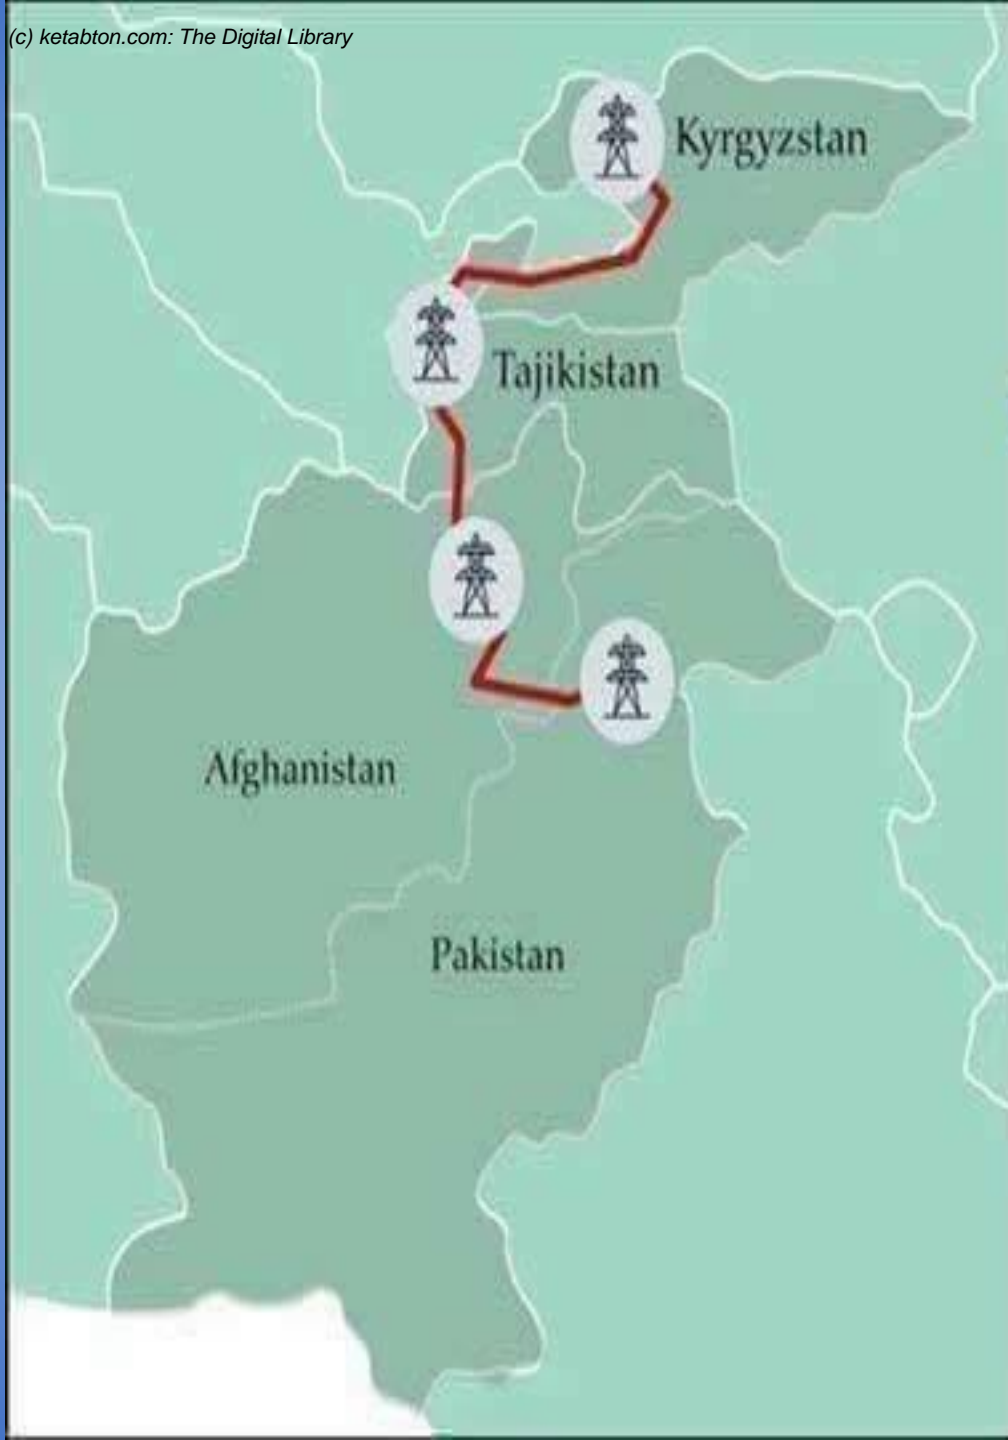 (c) ketabton.com: The Digital Library
Kyrgyzstan
Tajikistan
Afghanistan
Pakistan